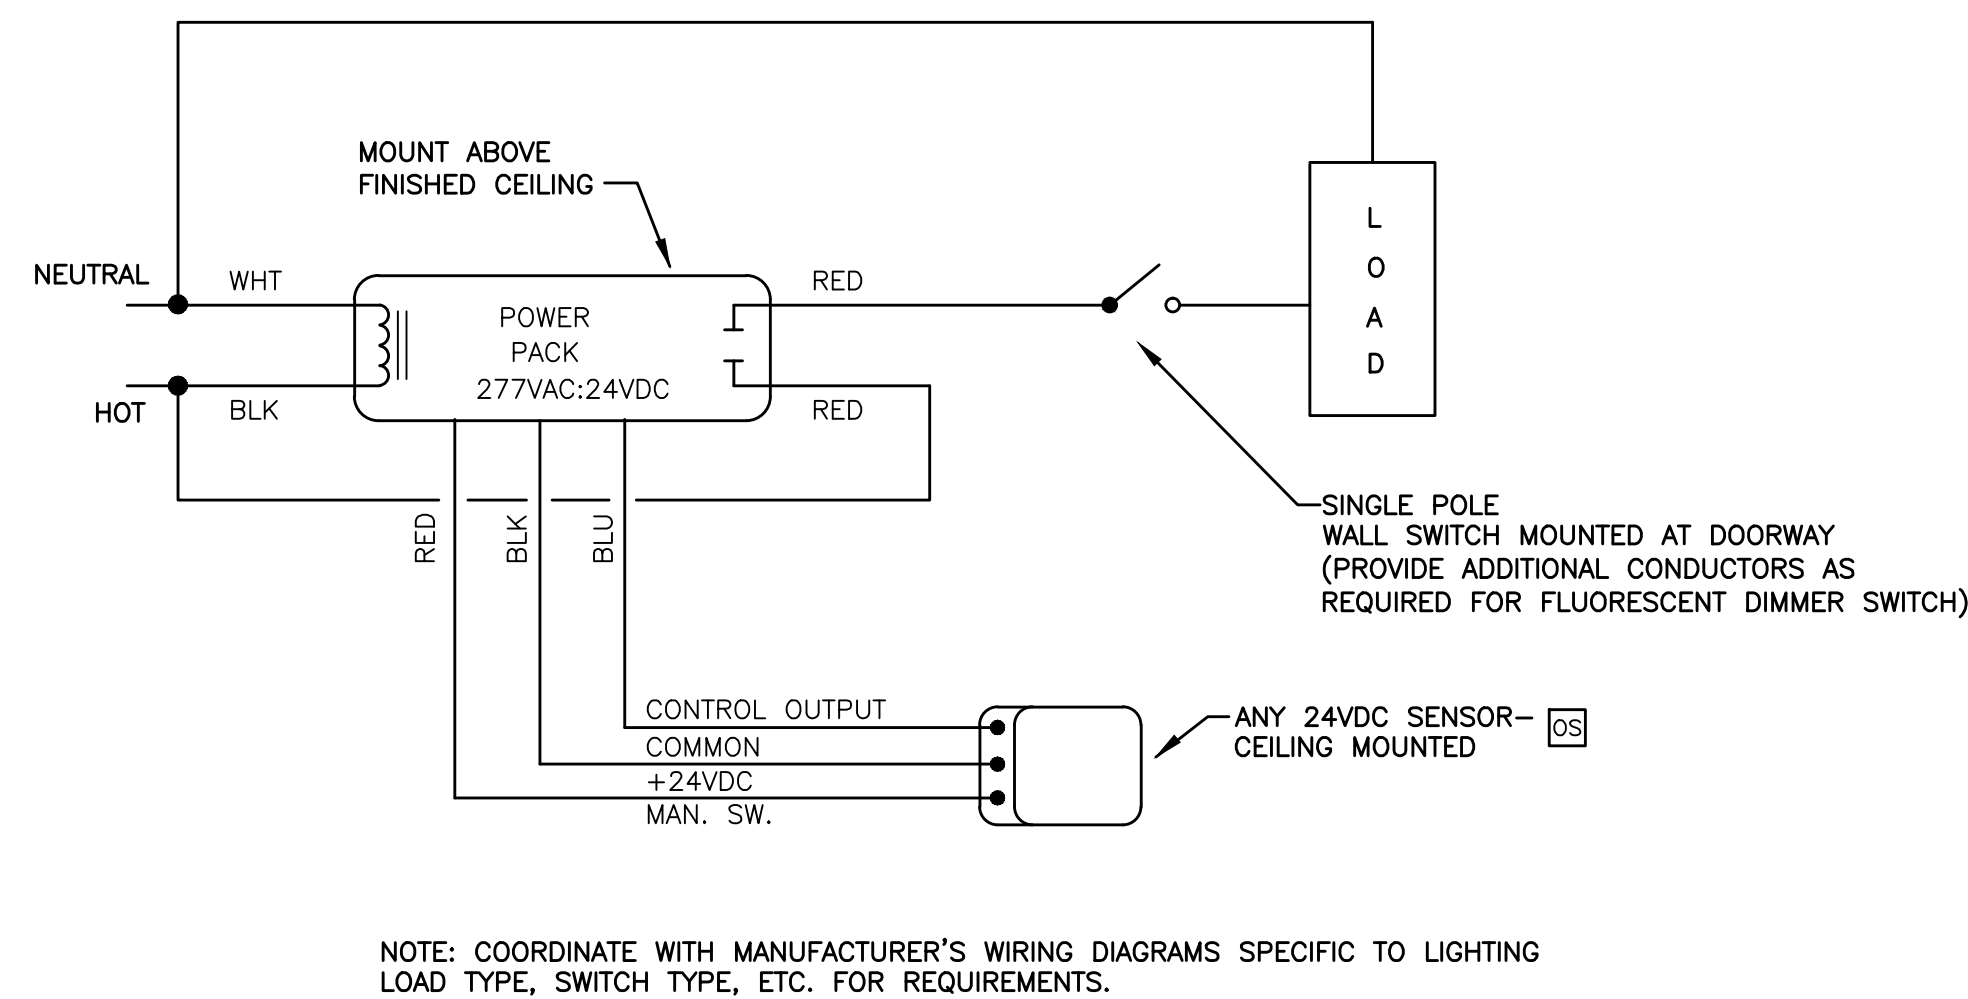 MOUNT ABOVE
FINISHED CEILING
NEUTRAL
WHT
RED
L
O
A
D
POWER
PACK
277VAC:24VDC
HOT
BLK
RED
RED
BLK
BLU
SINGLE POLE
WALL SWITCH MOUNTED AT DOORWAY
(PROVIDE ADDITIONAL CONDUCTORS AS
REQUIRED FOR FLUORESCENT DIMMER SWITCH)
CONTROL OUTPUT
COMMON
+24VDC
MAN. SW.
ANY 24VDC SENSOR–
CEILING MOUNTED
OS
NOTE: COORDINATE WITH MANUFACTURER'S WIRING DIAGRAMS SPECIFIC TO LIGHTING
LOAD TYPE, SWITCH TYPE, ETC. FOR REQUIREMENTS.